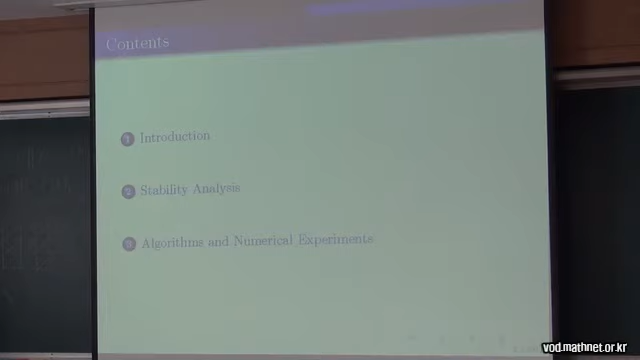 Contents
1 Introduction
2 Stability Analysis
3 Algorithms and Numerical Experiments
vod.mathnet.or.kr